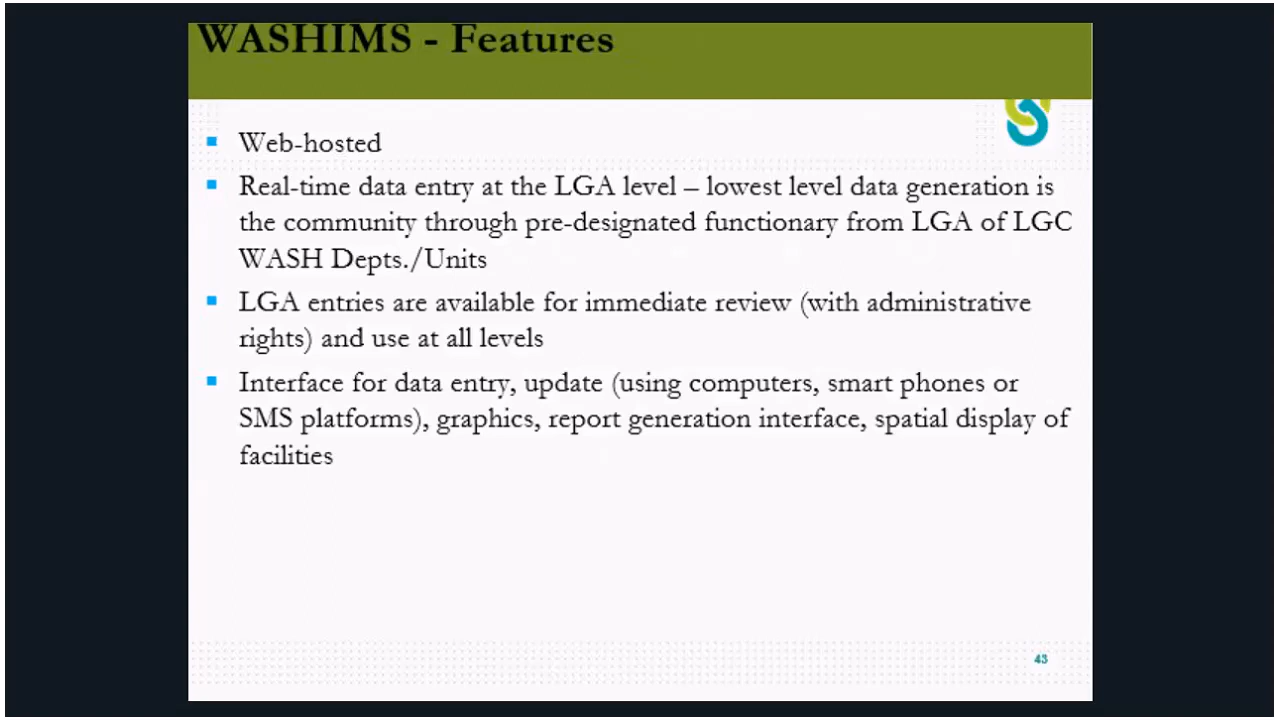 WASHIMS - Features
Web-hosted
Real-time data entry at the LGA level – lowest level data generation is
the community through pre-designated functionary from LGA of LGC
WASH Depts./Units
LGA entries are available for immediate review (with administrative
rights) and use at all levels
Interface for data entry, update (using computers, smart phones or
SMS platforms), graphics, report generation interface, spatial display of
facilities
43